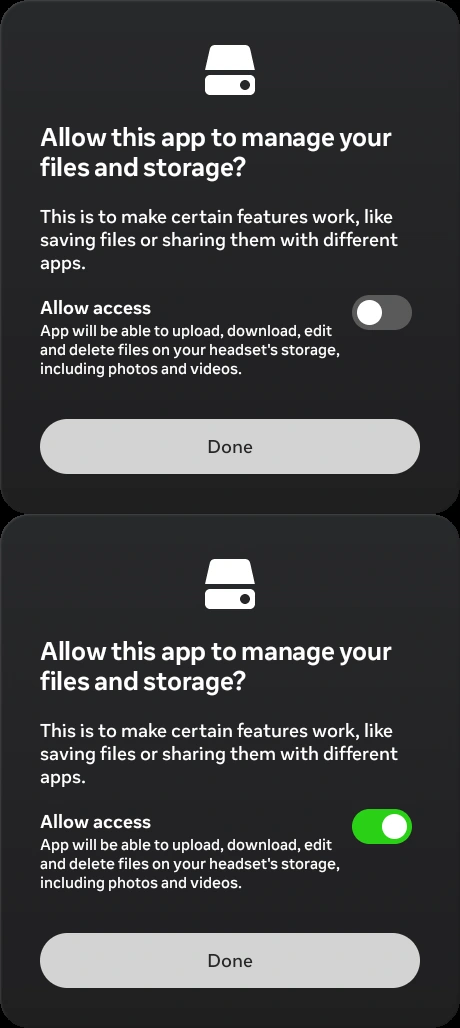 Allow this app to manage your
files and storage?
This is to make certain features work, like
saving files or sharing them with different
apps.
Allow access
App will be able to upload, download, edit
and delete files on your headset's storage,
including photos and videos.
Done
Allow this app to manage your
files and storage?
This is to make certain features work, like
saving files or sharing them with different
apps.
Allow access
App will be able to upload, download, edit
and delete files on your headset's storage,
including photos and videos.
Done